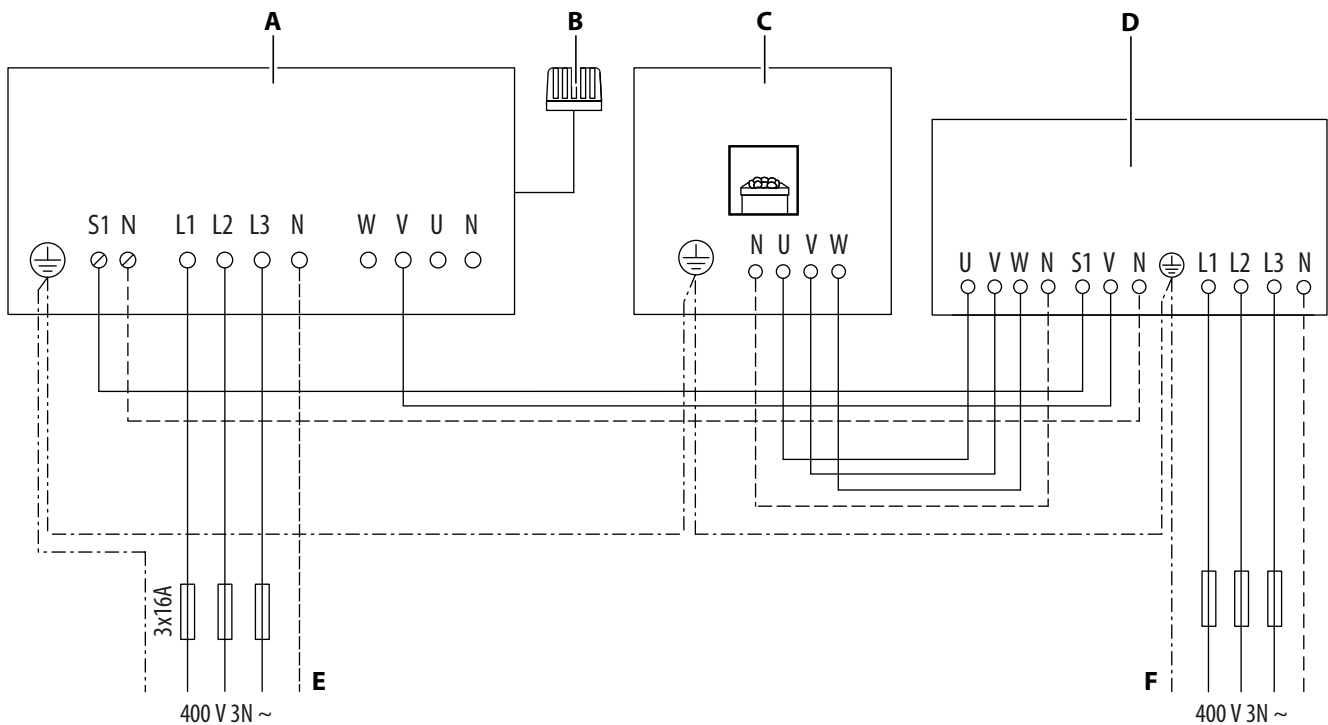 A B C D
S1 N L1 L2 L3 N W V U N
N U V W
U V W N S1 V N L1 L2 L3 N
3x16A
E F
400 V 3N ~ 400 V 3N ~